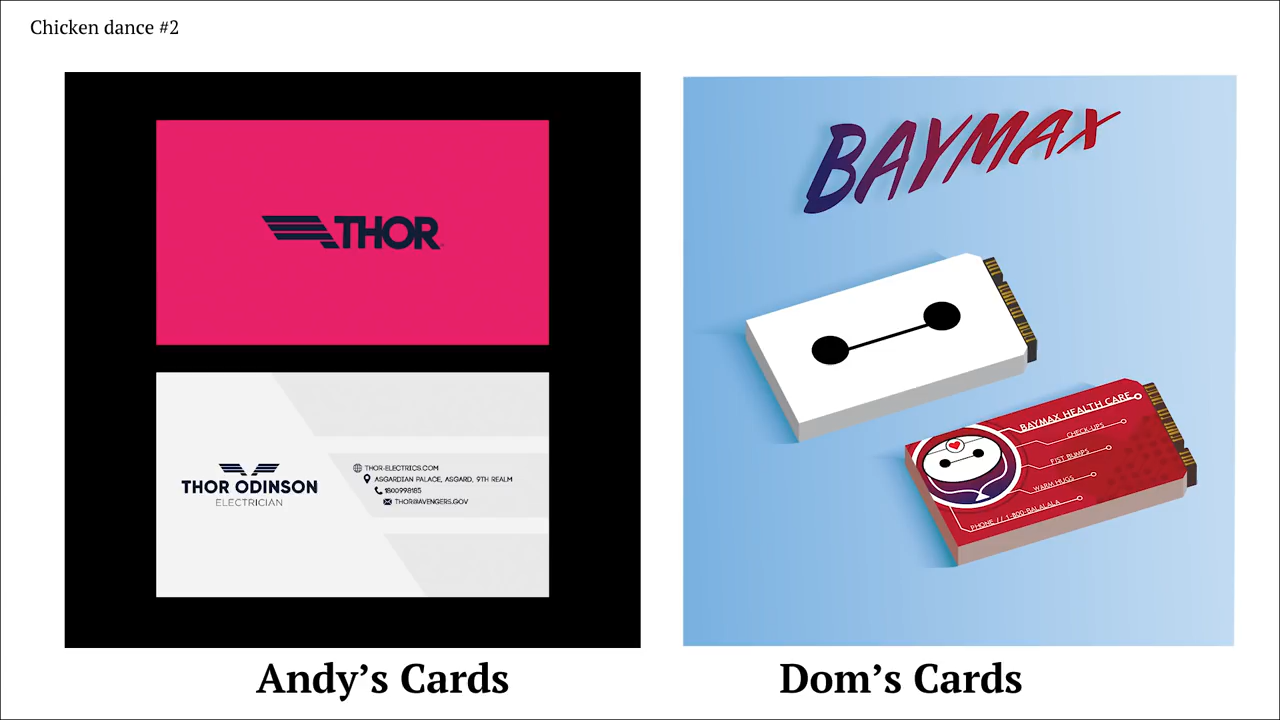 Chicken dance #2
THOR
THOR ODINSON
ELECTRICIAN
THOR-ELECTRICS.COM
ASGARDIAN PALACE, ASGARD, 9TH REALM
1800998185
THOR@AVENGERS.GOV
Andy's Cards
BAYMAX
BAYMAX HEALTH CARE
CHECK-UPS
FIST BUMPS
WARM HUGS
PHONE // 1-800-BALALALA
Dom's Cards